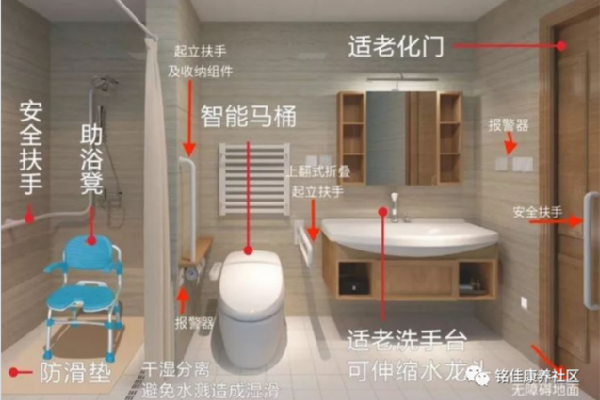 起立扶手
及收纳组件
适老化门
智能马桶
安全扶手
助浴凳
报警器
上翻式折叠
起立扶手
安全扶手
报警器
适老洗手台
可伸缩水龙头
防滑垫
干湿分离
避免水溅造成湿滑
铭佳康养社区
无障碍地面